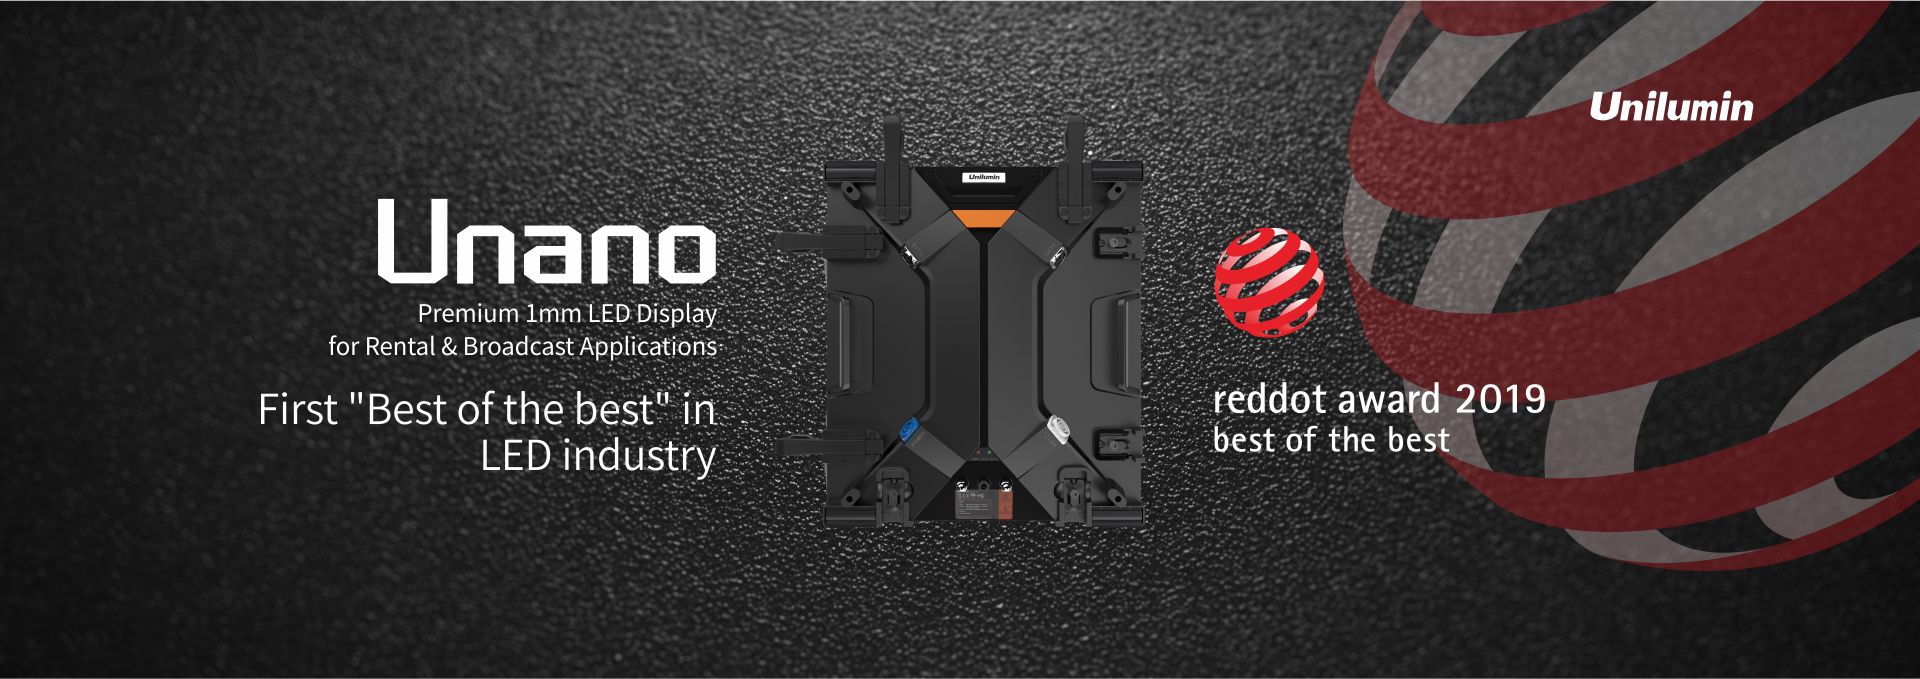 Unilumin
Unilumin
Unano
Premium 1mm LED Display
for Rental & Broadcast Applications
First "Best of the best" in
LED industry
reddot award 2019
best of the best